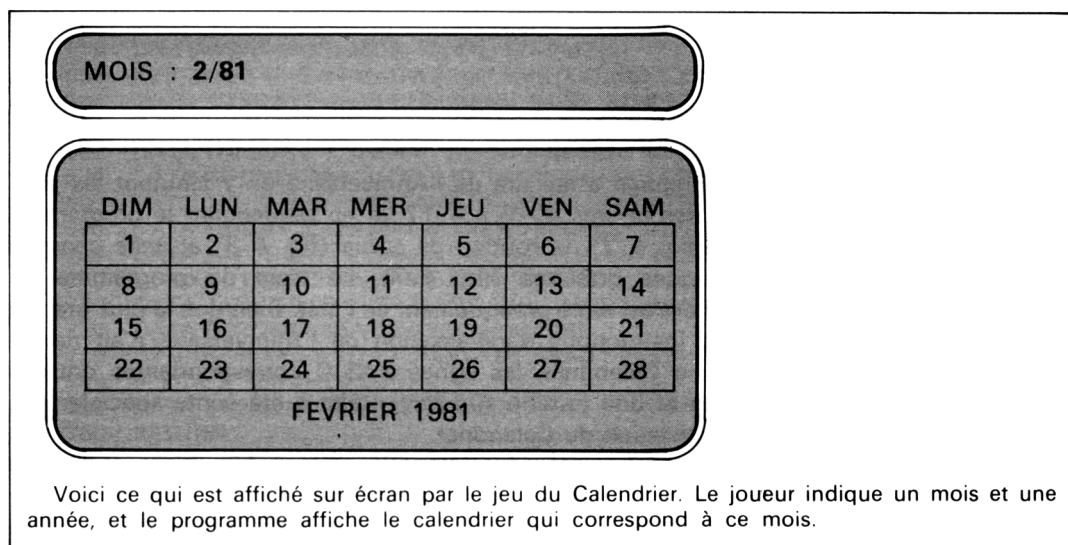 MOIS : 2/81
DIM LUN MAR MER JEU VEN SAM
1 2 3 4 5 6 7
8 9 10 11 12 13 14
15 16 17 18 19 20 21
22 23 24 25 26 27 28
FEVRIER 1981
Voici ce qui est affiché sur écran par le jeu du Calendrier. Le joueur indique un mois et une
année, et le programme affiche le calendrier qui correspond à ce mois.